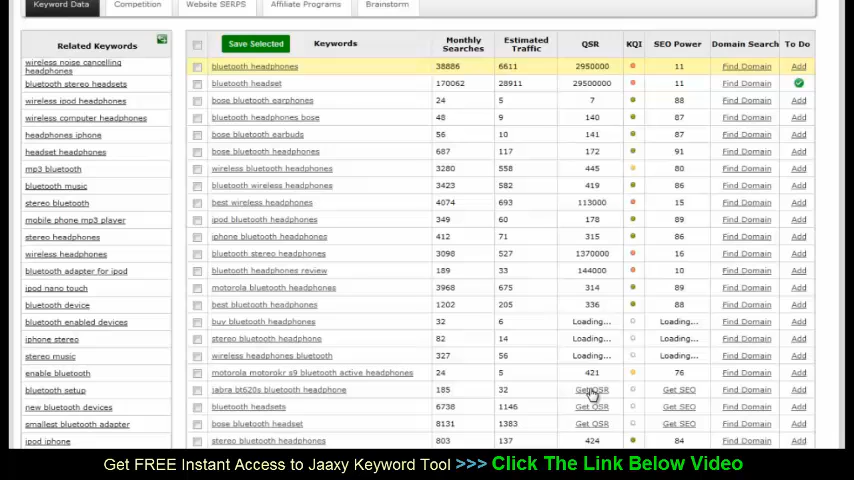 Keyword Data Competition Website SERPS Affiliate Programs Brainstorm
Related Keywords
wireless noise cancelling
headphones
bluetooth stereo headsets
wireless ipod headphones
wireless computer headphones
headphones iphone
headset headphones
mp3 bluetooth
bluetooth music
stereo bluetooth
mobile phone mp3 player
stereo headphones
wireless headphones
bluetooth adapter for ipod
ipod nano touch
bluetooth device
bluetooth enabled devices
iphone stereo
stereo music
enable bluetooth
bluetooth setup
new bluetooth devices
smallest bluetooth adapter
ipod iphone
Save Selected Keywords Monthly Searches Estimated Traffic QSR KQI SEO Power Domain Search To Do
bluetooth headphones 38886 6611 2950000 11 Find Domain Add
bluetooth headset 170062 28911 29500000 11 Find Domain
bose bluetooth earphones 24 5 7 88 Find Domain Add
bluetooth headphones bose 48 9 140 87 Find Domain Add
bose bluetooth earbuds 56 10 141 87 Find Domain Add
bose bluetooth headphones 687 117 172 91 Find Domain Add
wireless bluetooth headphones 3280 558 445 80 Find Domain Add
bluetooth wireless headphones 3423 582 419 86 Find Domain Add
best wireless headphones 4074 693 113000 15 Find Domain Add
ipod bluetooth headphones 349 60 178 89 Find Domain Add
iphone bluetooth headphones 412 71 315 86 Find Domain Add
bluetooth stereo headphones 3098 527 1370000 16 Find Domain Add
bluetooth headphones review 189 33 144000 10 Find Domain Add
motorola bluetooth headphones 3968 675 314 89 Find Domain Add
best bluetooth headphones 1202 205 336 88 Find Domain Add
buy bluetooth headphones 32 6 Loading... Loading... Find Domain Add
stereo bluetooth headphone 82 14 Loading... Loading... Find Domain Add
wireless headphones bluetooth 327 56 Loading... Loading... Find Domain Add
motorola motorokr s9 bluetooth active headphones 24 5 421 76 Find Domain Add
jabra bt620s bluetooth headphone 185 32 Get QSR Get SEO Find Domain Add
bluetooth headsets 6738 1146 Get QSR Get SEO Find Domain Add
bose bluetooth headset 8131 1383 Get QSR Get SEO Find Domain Add
stereo bluetooth headphones 803 137 424 84 Find Domain Add
Get FREE Instant Access to Jaaxy Keyword Tool >>> Click The Link Below Video